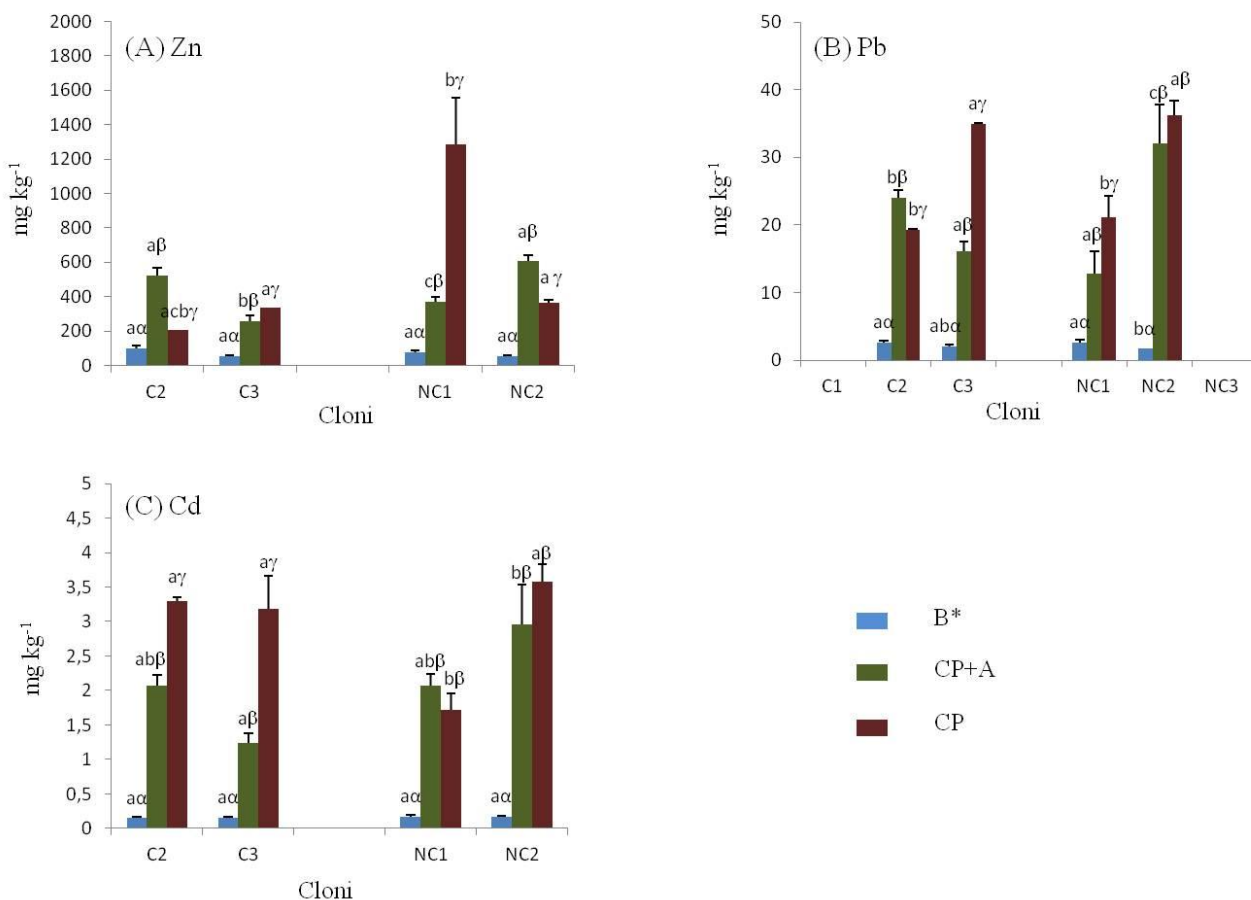 (A) Zn
mg kg-1
2000
1800
1600
1400
1200
1000
800
600
400
200
0
aα aβ acbγ
aα bβ aγ
aα cβ bγ
aα aβ a γ
C2 C3 NC1 NC2
Cloni
(B) Pb
mg kg-1
50
40
30
20
10
0
aα bβ bγ
abα aβ aγ
aα aβ bγ
bα cβ aβ
C1 C2 C3 NC1 NC2 NC3
Cloni
(C) Cd
mg kg-1
5
4,5
4
3,5
3
2,5
2
1,5
1
0,5
0
aα abβ aγ
aα aβ aγ
aα abβ bβ
aα bβ aβ
C2 C3 NC1 NC2
Cloni
B*
CP+A
CP